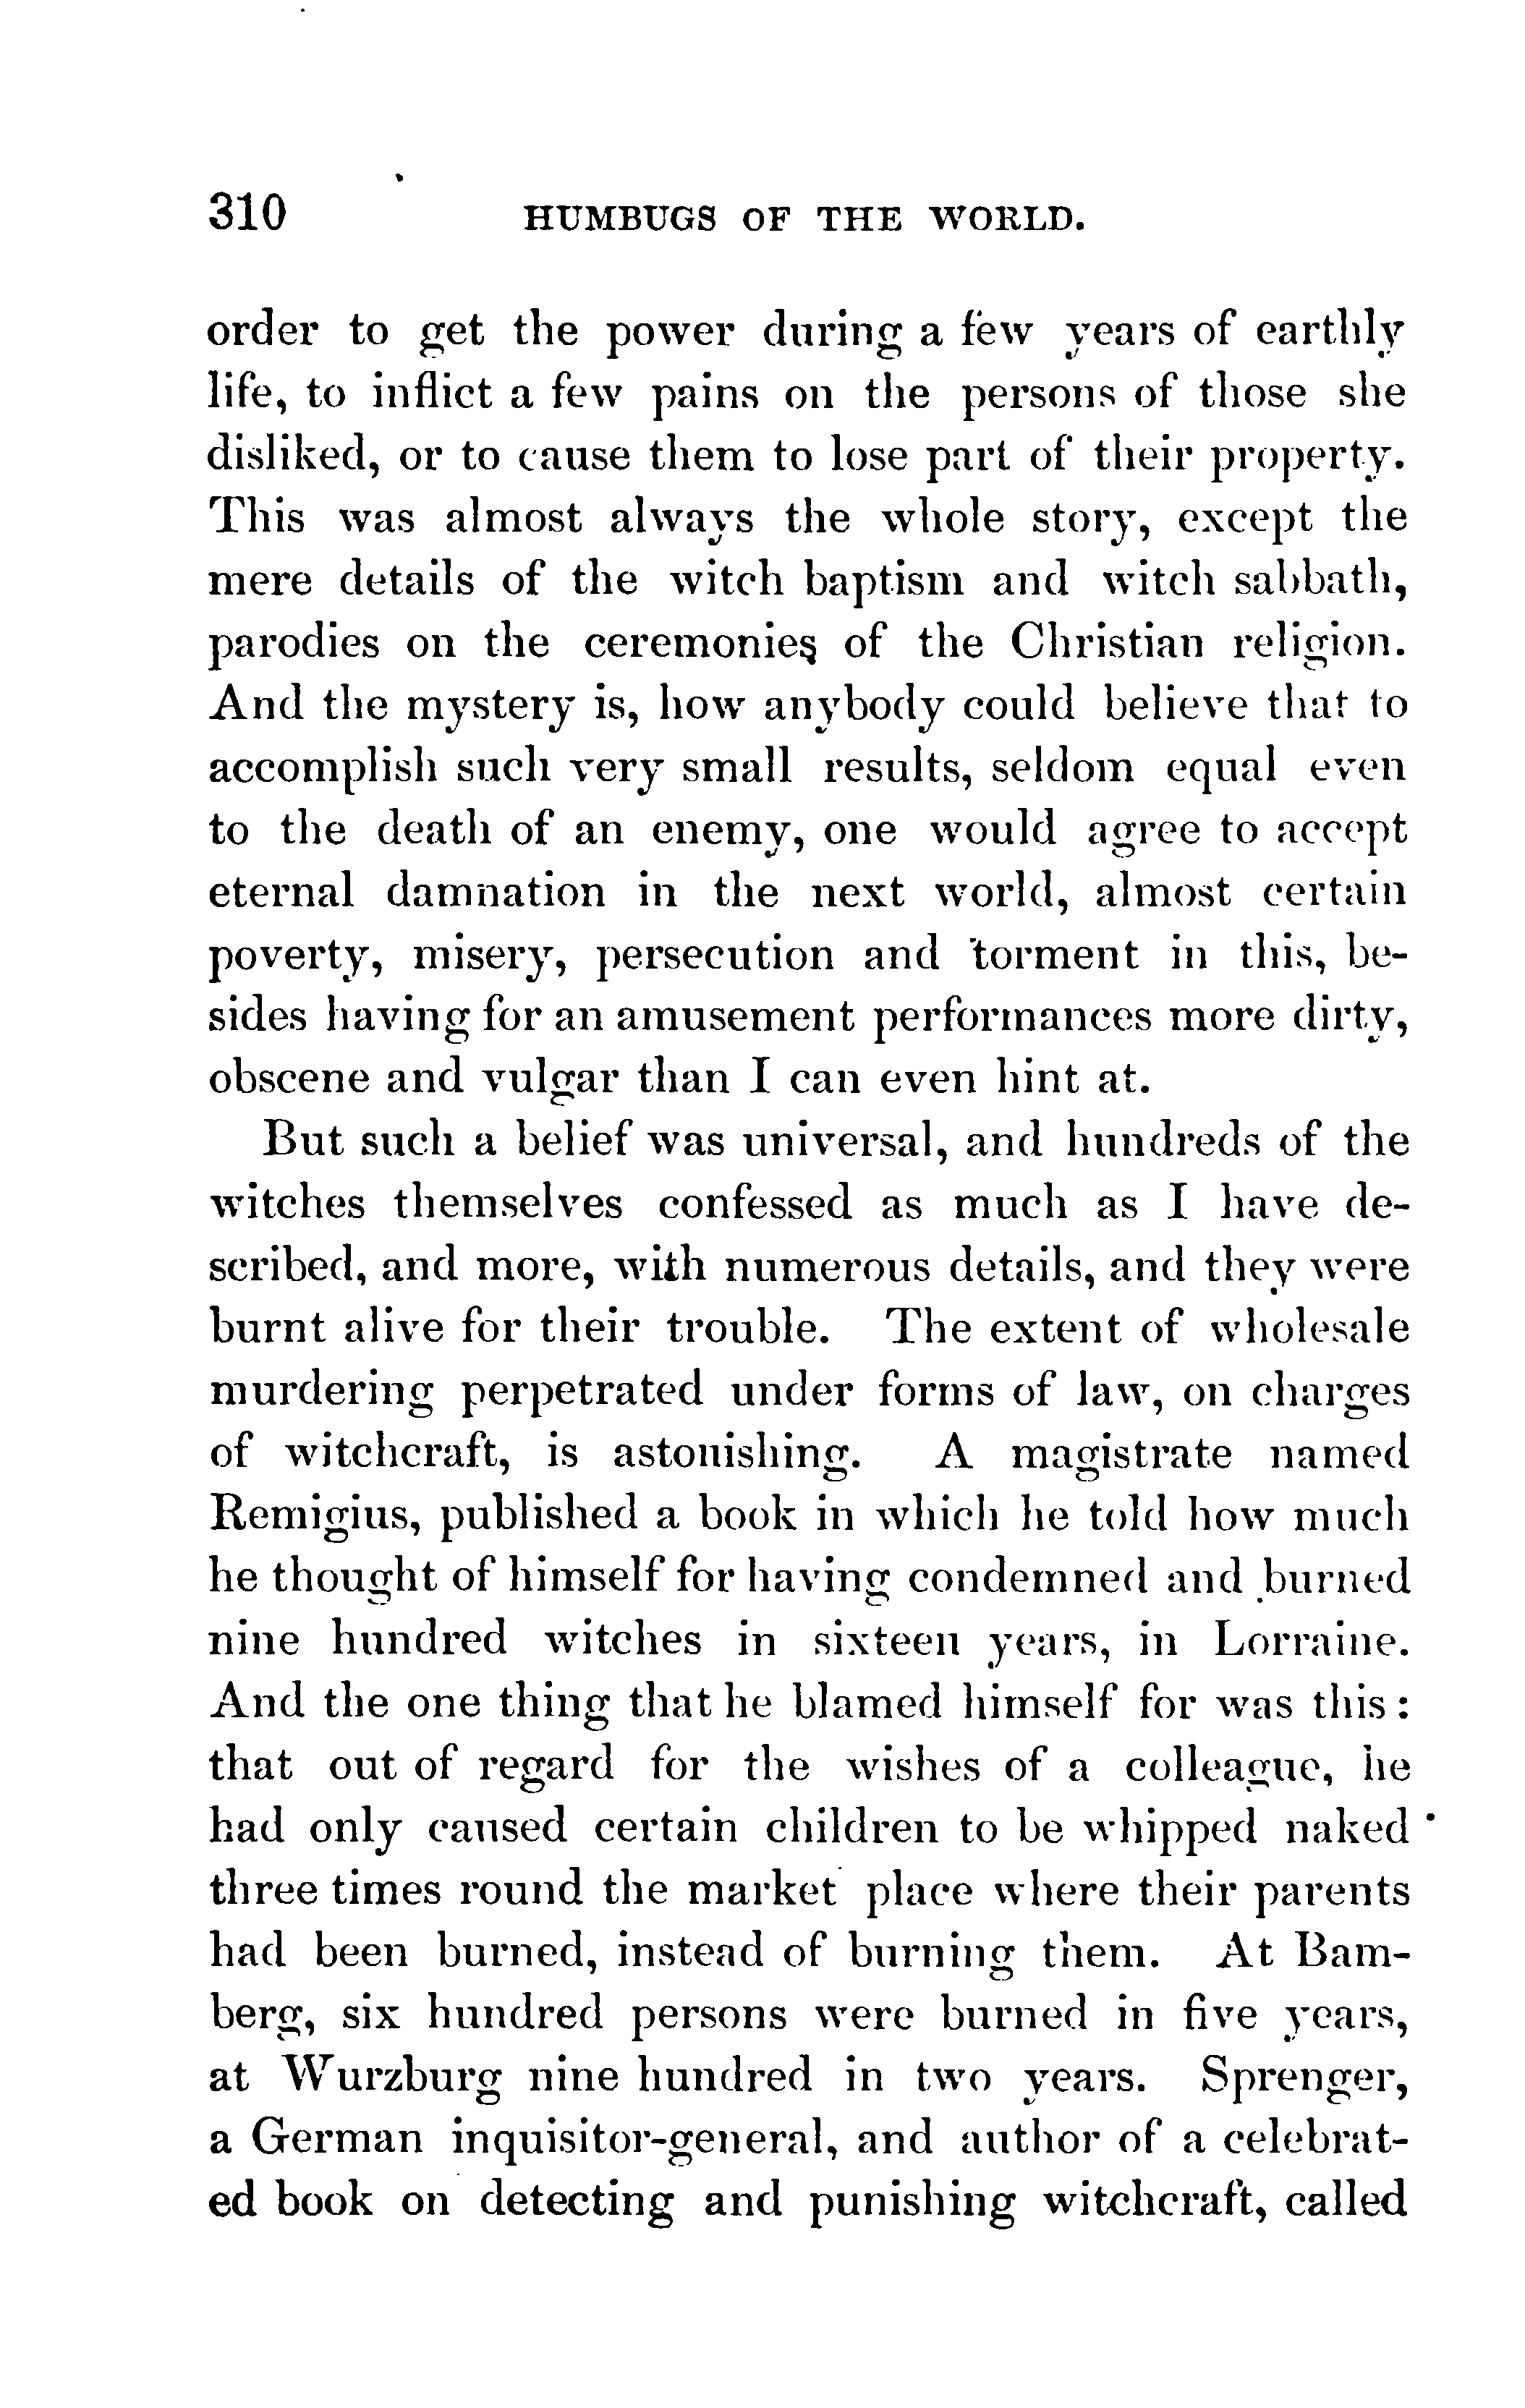 310 HUMBUGS OF THE WORLD.
order to get the power during a few years of earthly
life, to inflict a few pains on the persons of those she
disliked, or to cause them to lose part of their property.
This was almost always the whole story, except the
mere details of the witch baptism and witch sabbath,
parodies on the ceremonies of the Christian religion.
And the mystery is, how anybody could believe that to
accomplish such very small results, seldom equal even
to the death of an enemy, one would agree to accept
eternal damnation in the next world, almost certain
poverty, misery, persecution and torment in this, be-
sides having for an amusement performances more dirty,
obscene and vulgar than I can even hint at.
But such a belief was universal, and hundreds of the
witches themselves confessed as much as I have de-
scribed, and more, with numerous details, and they were
burnt alive for their trouble. The extent of wholesale
murdering perpetrated under forms of law, on charges
of witchcraft, is astonishing. A magistrate named
Remigius, published a book in which he told how much
he thought of himself for having condemned and burned
nine hundred witches in sixteen years, in Lorraine.
And the one thing that he blamed himself for was this:
that out of regard for the wishes of a colleague, he
had only caused certain children to be whipped naked
three times round the market place where their parents
had been burned, instead of burning them. At Bam-
berg, six hundred persons were burned in five years,
at Wurzburg nine hundred in two years. Sprenger,
a German inquisitor-general, and author of a celebrat-
ed book on detecting and punishing witchcraft, called